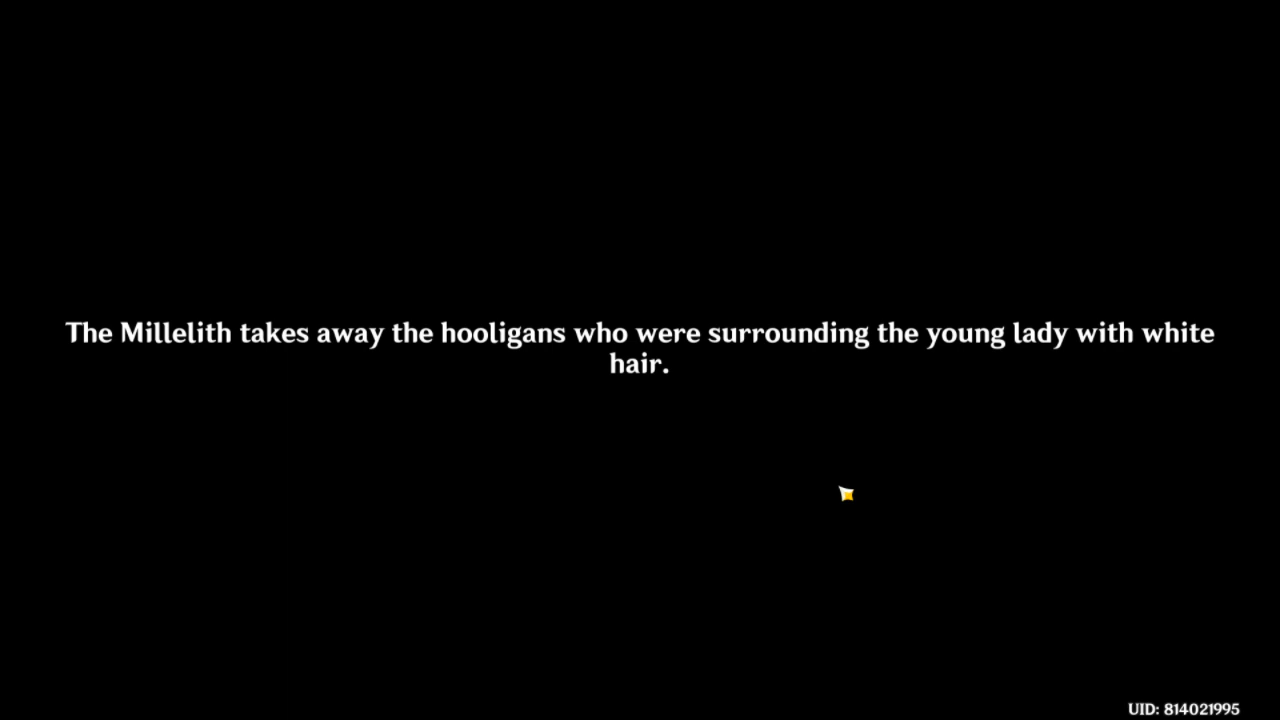 The Millelith takes away the hooligans who were surrounding the young lady with white
hair.
UID: 814021995